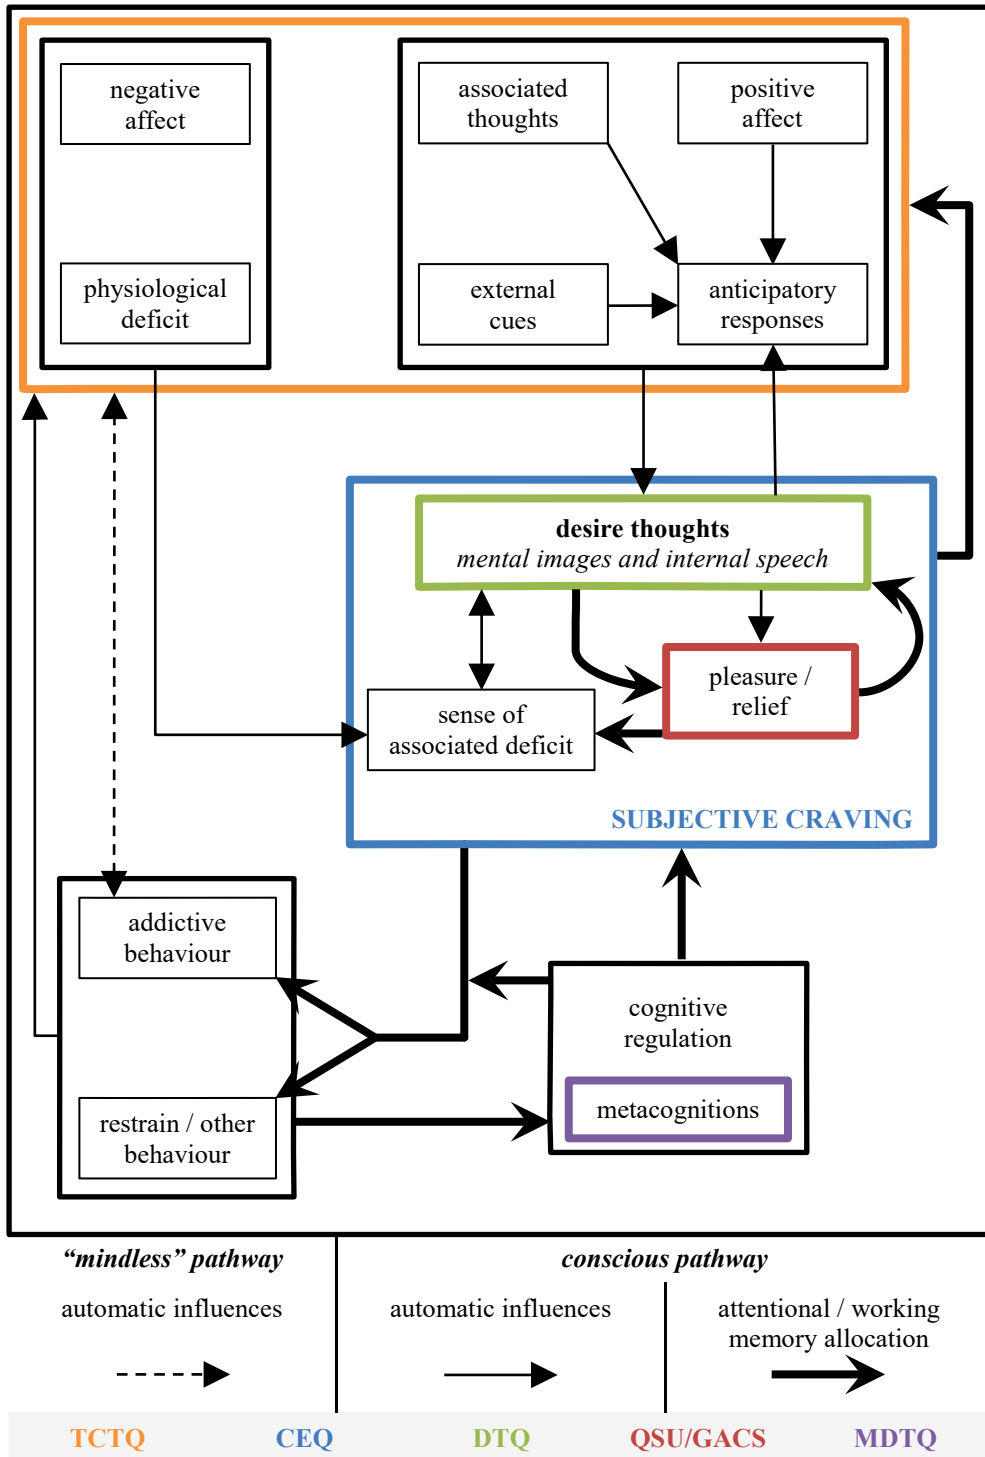 negative
affect
associated
thoughts
positive
affect
physiological
deficit
external
cues
anticipatory
responses
desire thoughts
mental images and internal speech
pleasure /
relief
sense of
associated deficit
SUBJECTIVE CRAVING
addictive
behaviour
cognitive
regulation
metacognitions
restrain / other
behaviour
“mindless” pathway
conscious pathway
automatic influences
automatic influences
attentional / working
memory allocation
TCTQ
CEQ
DTQ
QSU/GACS
MDTQ